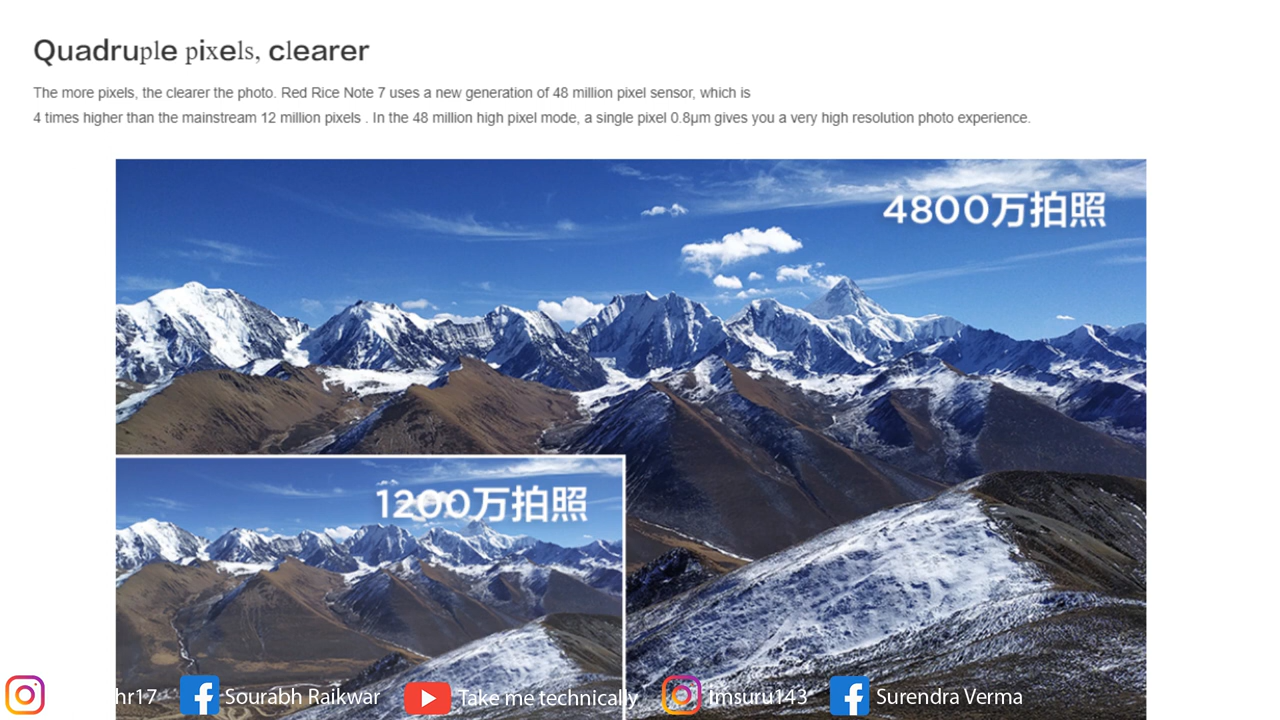 Quadruple pixels, clearer
The more pixels, the clearer the photo. Red Rice Note 7 uses a new generation of 48 million pixel sensor, which is
4 times higher than the mainstream 12 million pixels . In the 48 million high pixel mode, a single pixel 0.8μm gives you a very high resolution photo experience.
4800万拍照
1200万拍照
hr17 Sourabh Raikwar Take me technically tmsuru143 Surendra Verma